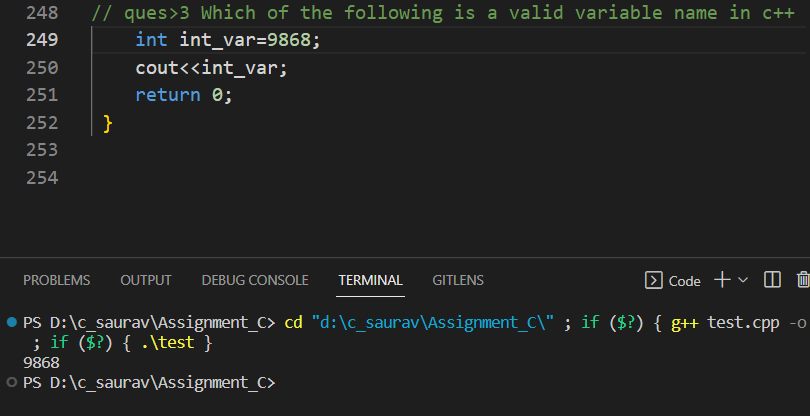 248 // ques>3 Which of the following is a valid variable name in c++
249 int int_var=9868;
250 cout<<int_var;
251 return 0;
252 }
253
254
PROBLEMS OUTPUT DEBUG CONSOLE TERMINAL GITLENS Code
PS D:\c_saurav\Assignment_C> cd "d:\c_saurav\Assignment_C\" ; if ($?) { g++ test.cpp -o
; if ($?) { .\test }
9868
PS D:\c_saurav\Assignment_C>